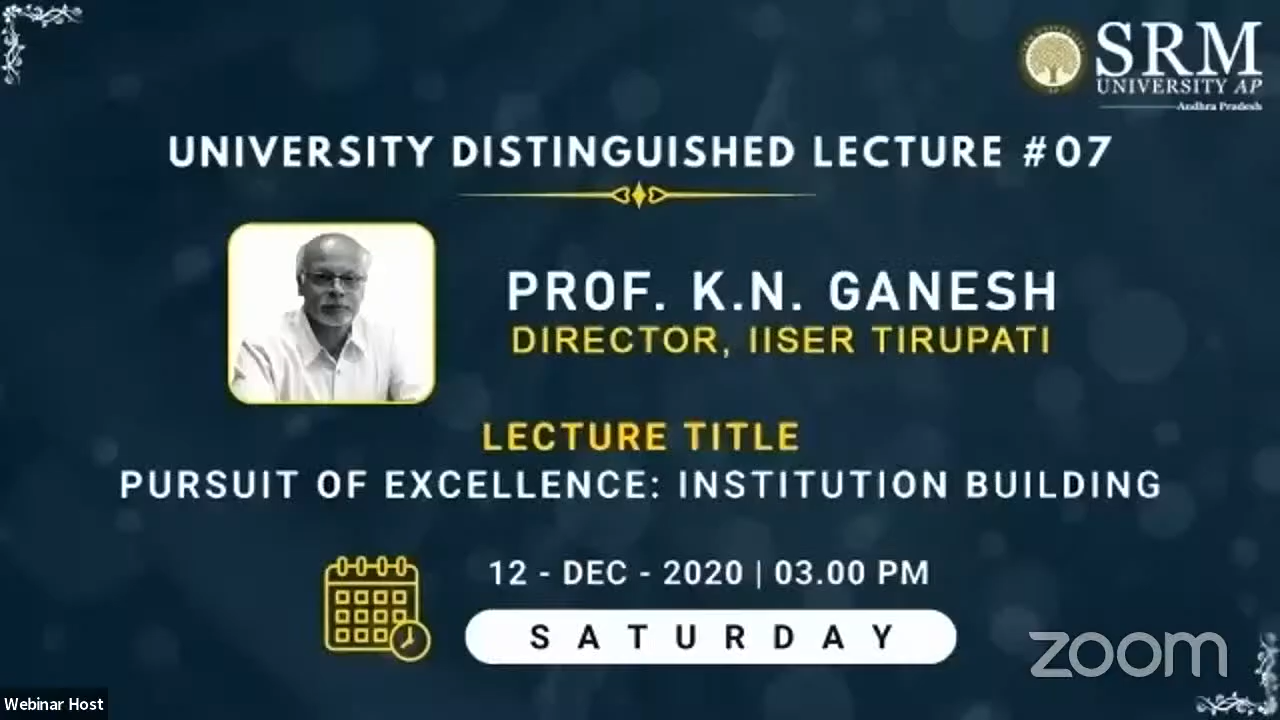 SRM
UNIVERSITY AP
Andhra Pradesh
UNIVERSITY DISTINGUISHED LECTURE #07
PROF. K.N. GANESH
DIRECTOR, IISER TIRUPATI
LECTURE TITLE
PURSUIT OF EXCELLENCE: INSTITUTION BUILDING
12 - DEC - 2020 | 03.00 PM
SATURDAY
zoom
Webinar Host